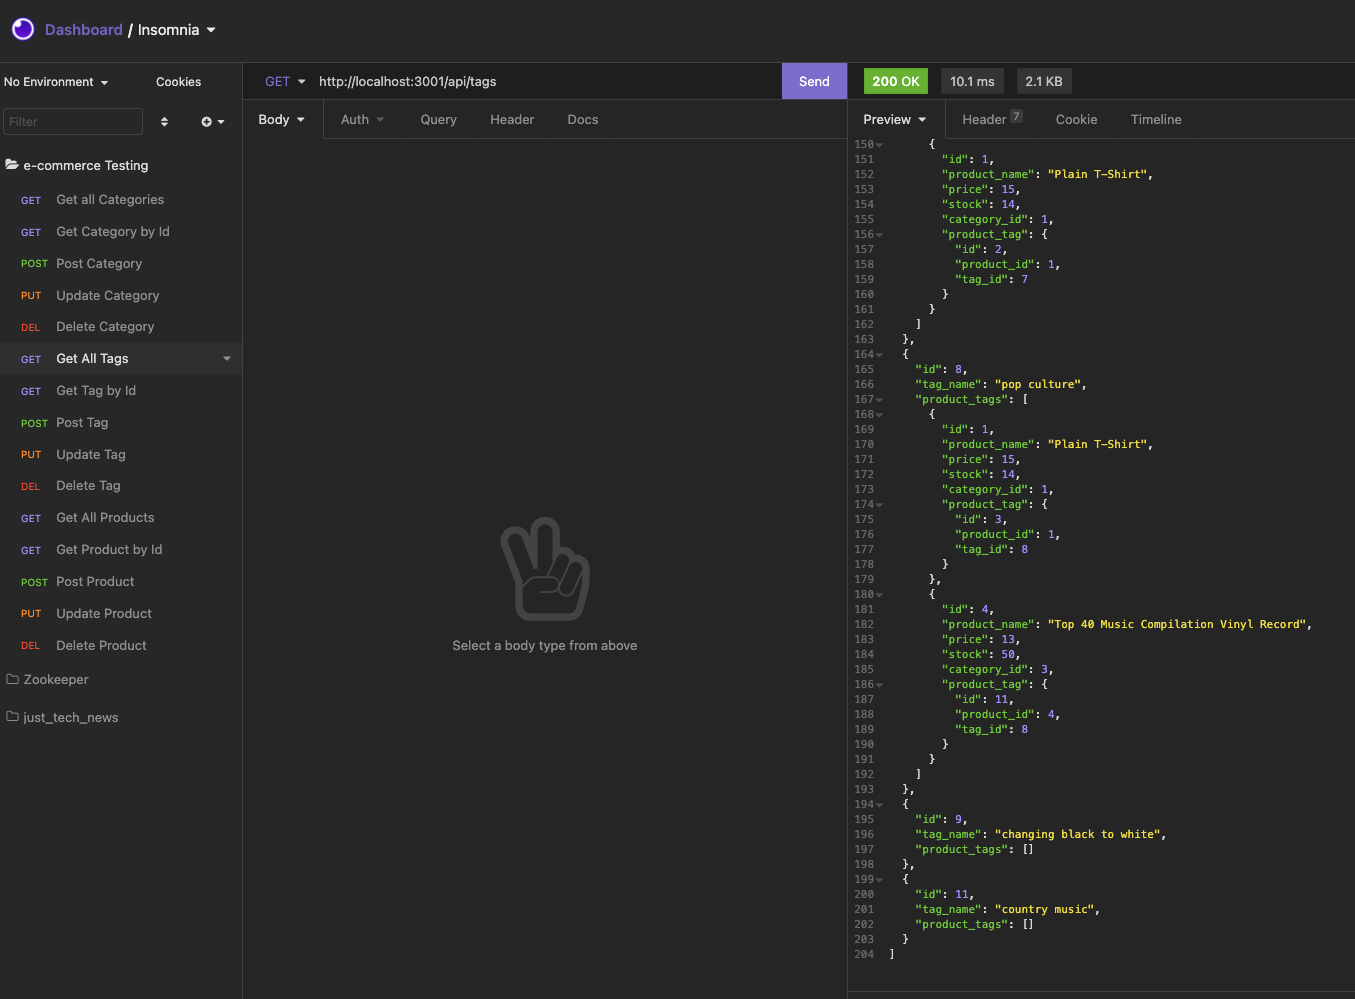 Dashboard / Insomnia
No Environment
Cookies
Filter
e-commerce Testing
GET Get all Categories
GET Get Category by Id
POST Post Category
PUT Update Category
DEL Delete Category
GET Get All Tags
GET Get Tag by Id
POST Post Tag
PUT Update Tag
DEL Delete Tag
GET Get All Products
GET Get Product by Id
POST Post Product
PUT Update Product
DEL Delete Product
Zookeeper
just_tech_news
GET http://localhost:3001/api/tags Send
Body Auth Query Header Docs
Select a body type from above
200 OK 10.1 ms 2.1 KB
Preview Header 7 Cookie Timeline
150 {
151 "id": 1,
152 "product_name": "Plain T-Shirt",
153 "price": 15,
154 "stock": 14,
155 "category_id": 1,
156 "product_tag": {
157 "id": 2,
158 "product_id": 1,
159 "tag_id": 7
160 }
161 }
162 ]
163 },
164 {
165 "id": 8,
166 "tag_name": "pop culture",
167 "product_tags": [
168 {
169 "id": 1,
170 "product_name": "Plain T-Shirt",
171 "price": 15,
172 "stock": 14,
173 "category_id": 1,
174 "product_tag": {
175 "id": 3,
176 "product_id": 1,
177 "tag_id": 8
178 }
179 },
180 {
181 "id": 4,
182 "product_name": "Top 40 Music Compilation Vinyl Record",
183 "price": 13,
184 "stock": 50,
185 "category_id": 3,
186 "product_tag": {
187 "id": 11,
188 "product_id": 4,
189 "tag_id": 8
190 }
191 }
192 ]
193 },
194 {
195 "id": 9,
196 "tag_name": "changing black to white",
197 "product_tags": []
198 },
199 {
200 "id": 11,
201 "tag_name": "country music",
202 "product_tags": []
203 }
204 ]